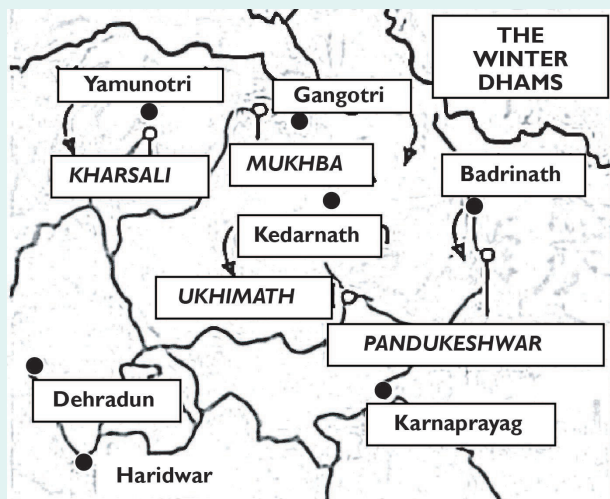 THE
WINTER
DHAMS
Yamunotri
Gangotri
KHARSALI
MUKHBA
Badrinath
Kedarnath
UKHIMATH
PANDUKESHWAR
Dehradun
Karnaprayag
Haridwar